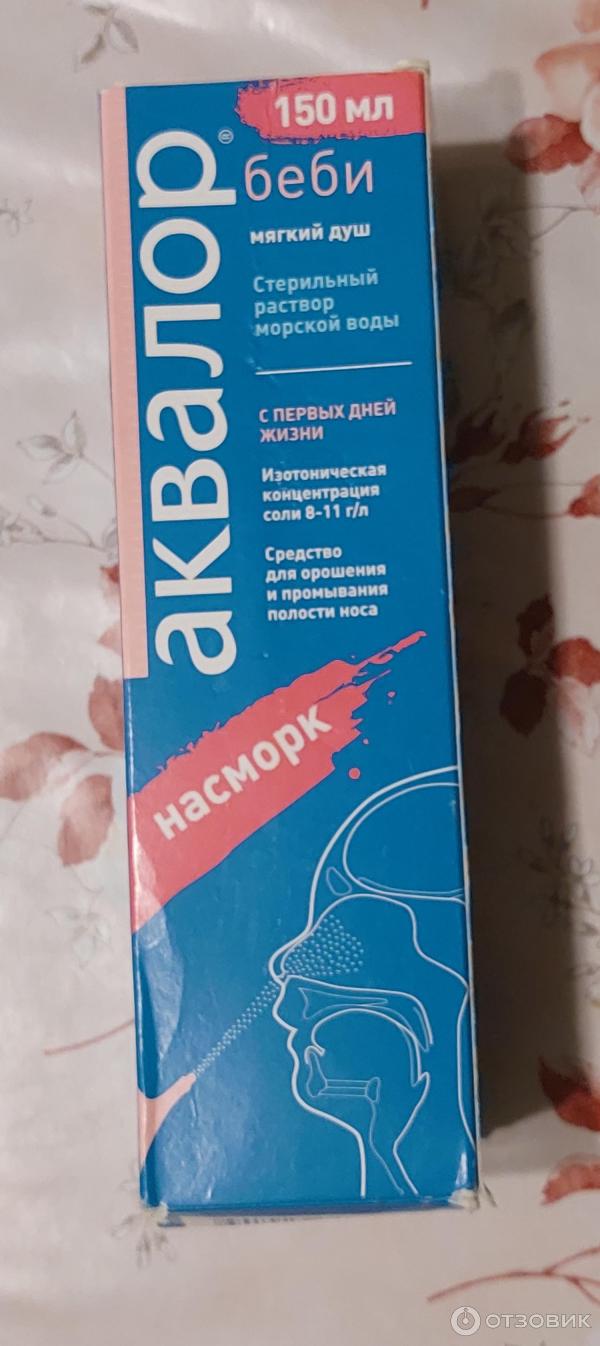 150 мл
аквалор®
беби
мягкий душ
Стерильный
раствор
морской воды
С ПЕРВЫХ ДНЕЙ
ЖИЗНИ
Изотоническая
концентрация
соли 8-11 г/л
Средство
для орошения
и промывания
полости носа
насморк
ОТЗОВИК